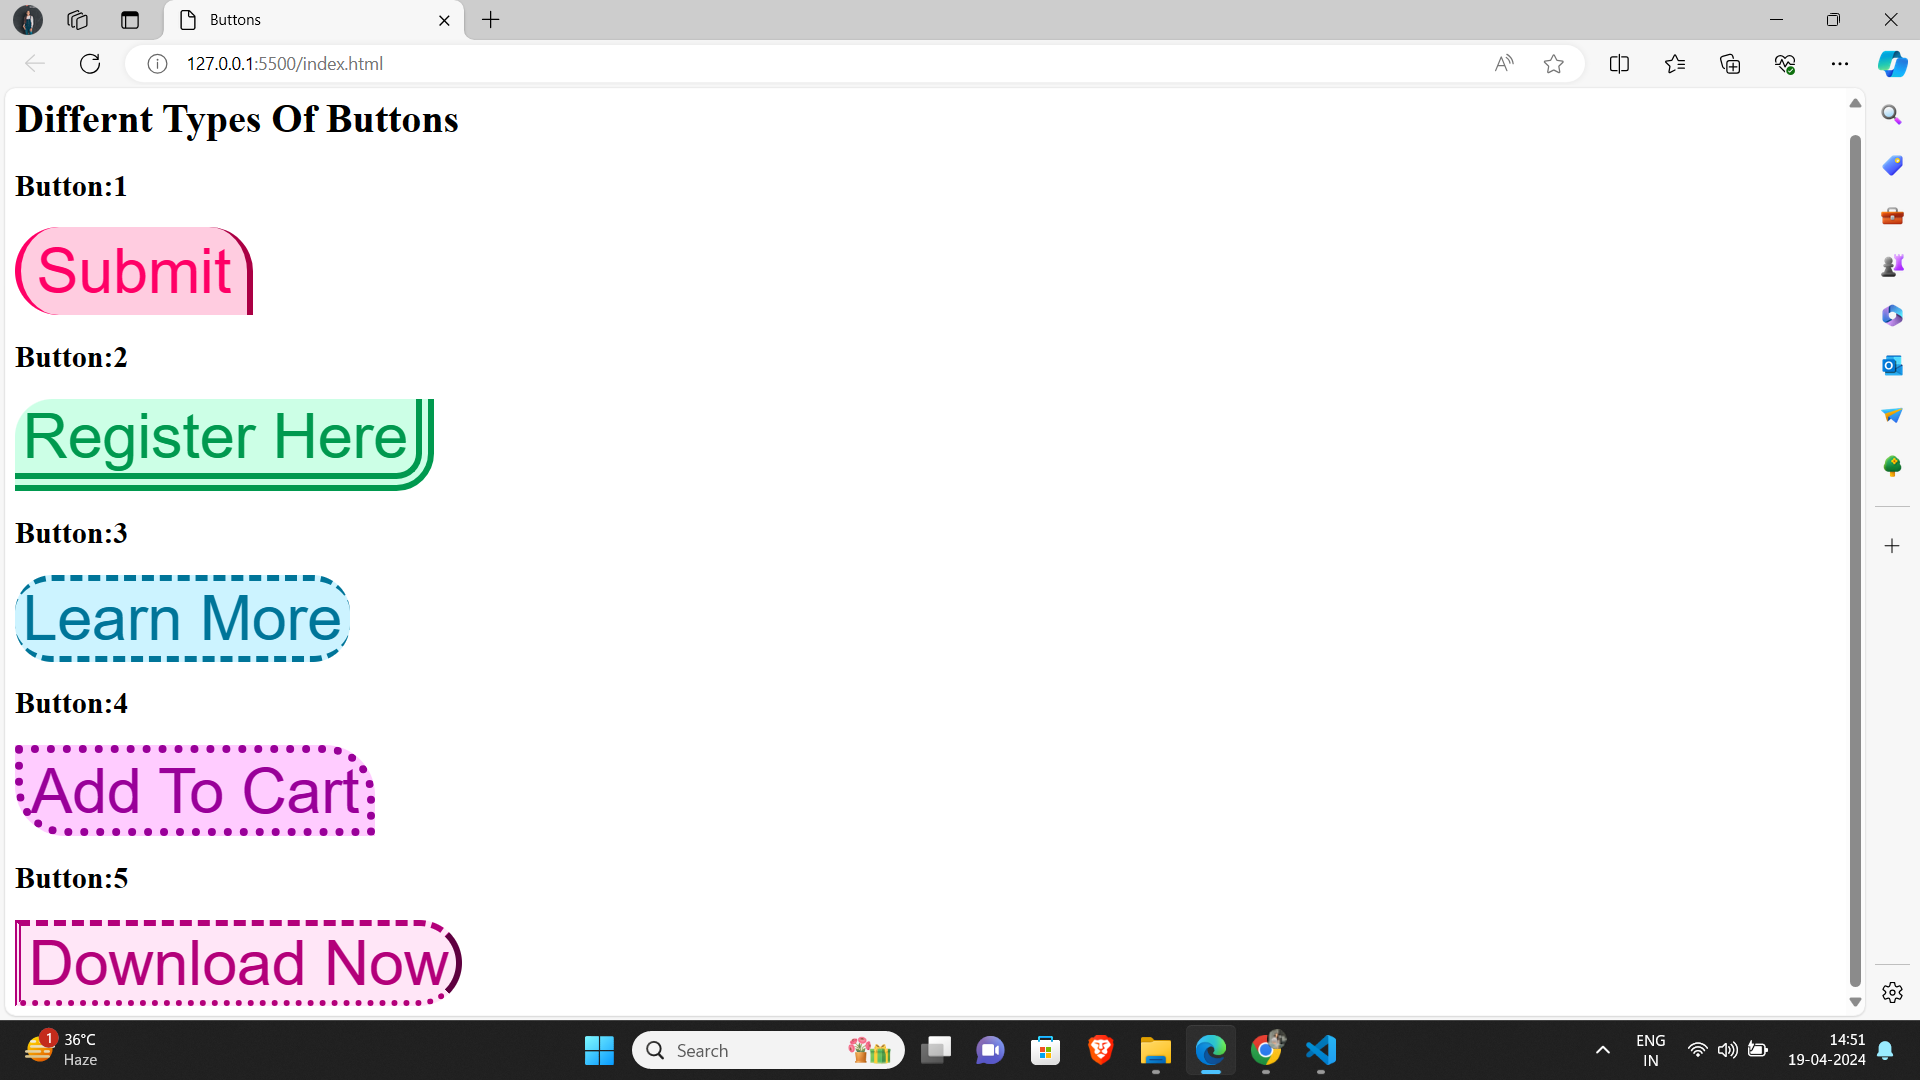 Buttons
127.0.0.1:5500/index.html
Differnt Types Of Buttons
Button:1
Submit
Button:2
Register Here
Button:3
Learn More
Button:4
Add To Cart
Button:5
Download Now
1
36°C
Haze
Search
ENG
IN
14:51
19-04-2024